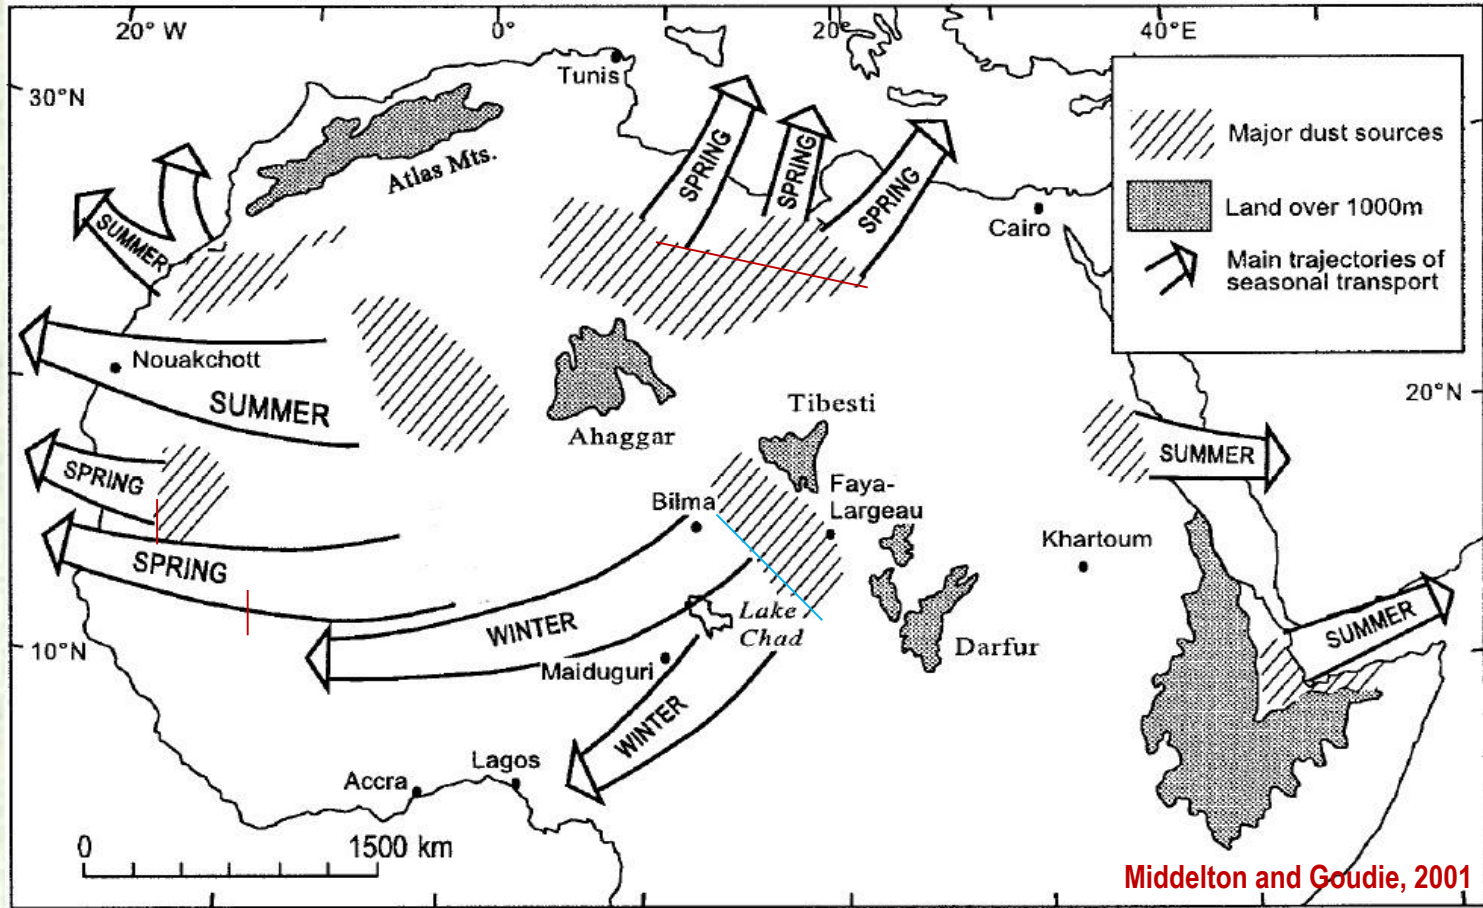 20° W
0°
20°
40°E
30°N
Tunis
Atlas Mts.
SPRING
SPRING
SPRING
Major dust sources
Land over 1000m
Main trajectories of
seasonal transport
Cairo
SUMMER
Nouakchott
SUMMER
20°N
Ahaggar
Tibesti
SPRING
SUMMER
Bilma
Faya-
Largeau
Khartoum
SPRING
WINTER
Lake
Chad
SUMMER
10°N
Maiduguri
Darfur
WINTER
Lagos
Accra
0
1500 km
Middelton and Goudie, 2001